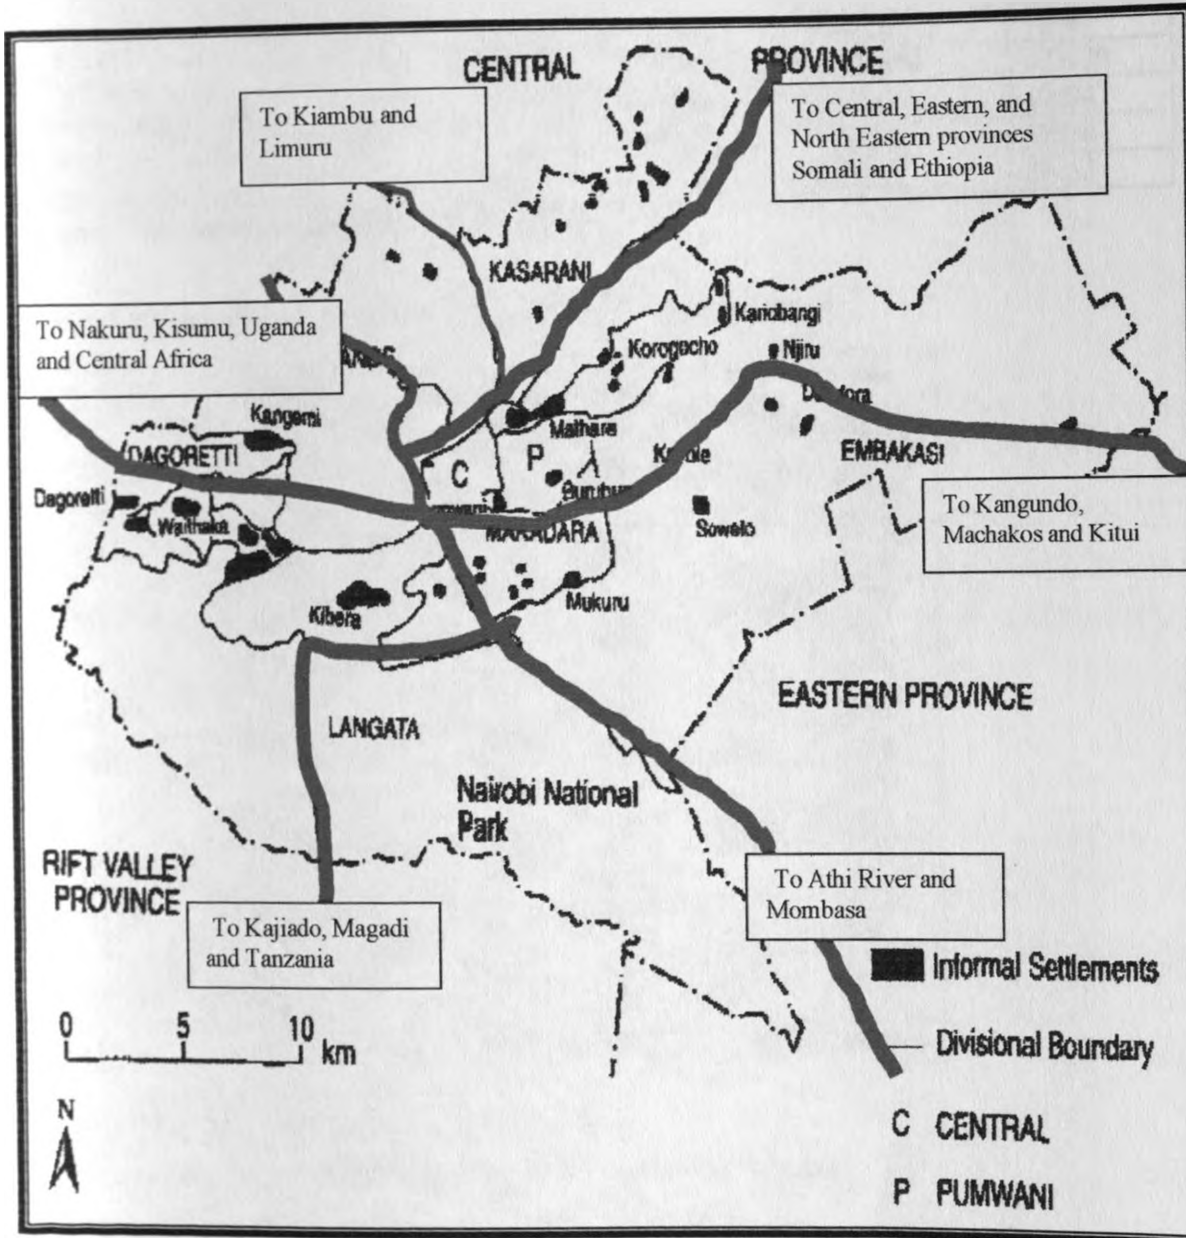 CENTRAL PROVINCE
To Kiambu and
Limuru
To Central, Eastern, and
North Eastern provinces
Somali and Ethiopia
KASARANI
To Nakuru, Kisumu, Uganda
and Central Africa
Kariobangi
Korogocho
Njiru
Kangemi
Mathare
DAGORETTI
C
P
EMBAKASI
Dagoretti
Waithaka
Sowelo
To Kangundo,
Machakos and Kitui
MAKADARA
Mukuru
Kibera
EASTERN PROVINCE
LANGATA
Nairobi National
Park
RIFT VALLEY
PROVINCE
To Athi River and
Mombasa
To Kajiado, Magadi
and Tanzania
Informal Settlements
0 5 10
km
Divisional Boundary
N
C CENTRAL
P PUMWANI